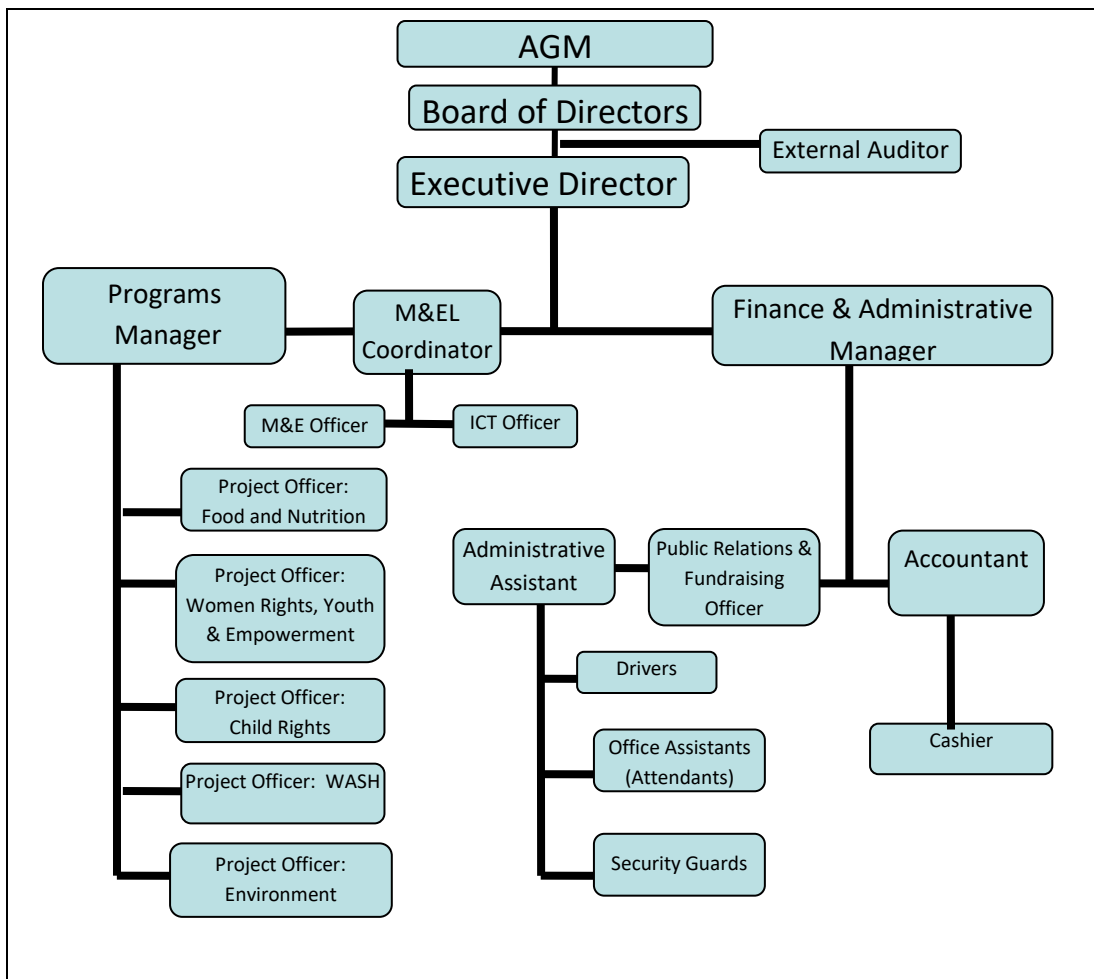 AGM
Board of Directors
External Auditor
Executive Director
Programs
Manager
M&EL
Coordinator
Finance & Administrative
Manager
M&E Officer
ICT Officer
Project Officer:
Food and Nutrition
Project Officer:
Women Rights, Youth
& Empowerment
Project Officer:
Child Rights
Project Officer:  WASH
Project Officer:
Environment
Administrative
Assistant
Public Relations &
Fundraising
Officer
Accountant
Drivers
Office Assistants
(Attendants)
Security Guards
Cashier